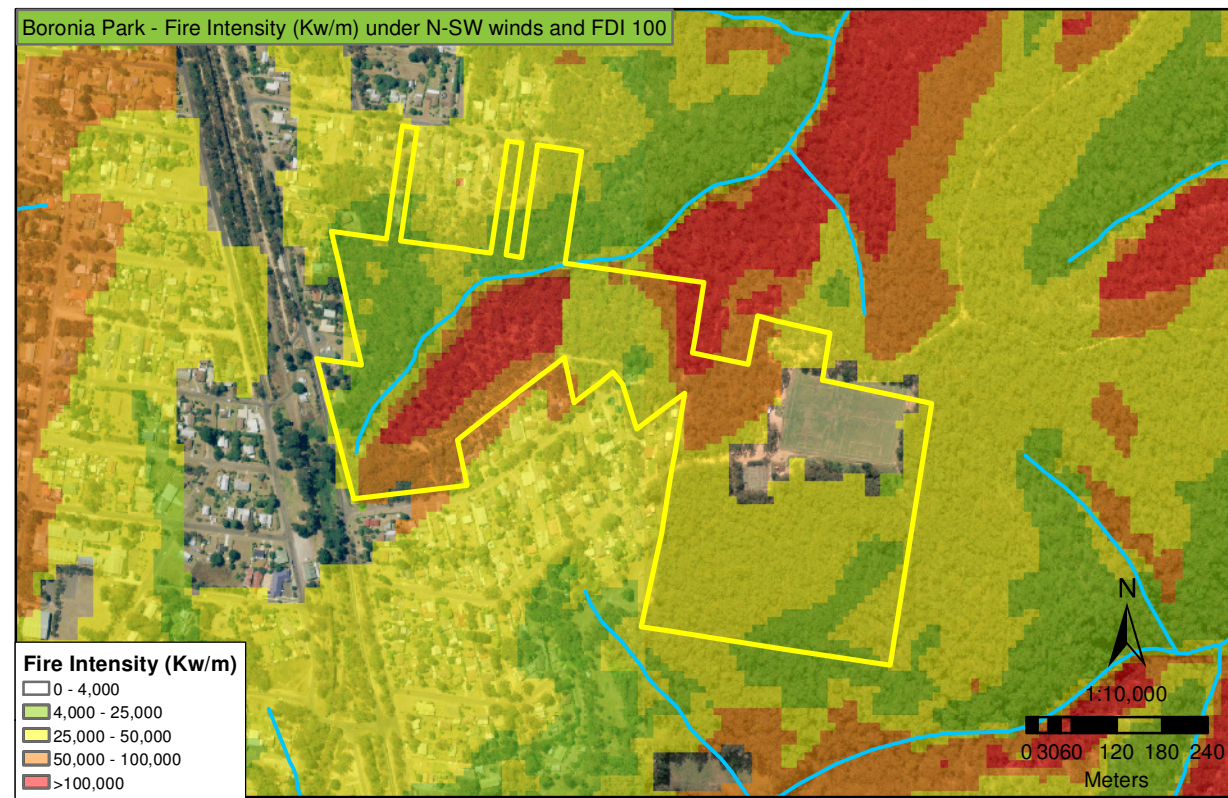 Boronia Park - Fire Intensity (Kw/m) under N-SW winds and FDI 100
Fire Intensity (Kw/m)
0 - 4,000
4,000 - 25,000
25,000 - 50,000
50,000 - 100,000
>100,000
N
1:10,000
0 30 60 120 180 240
Meters